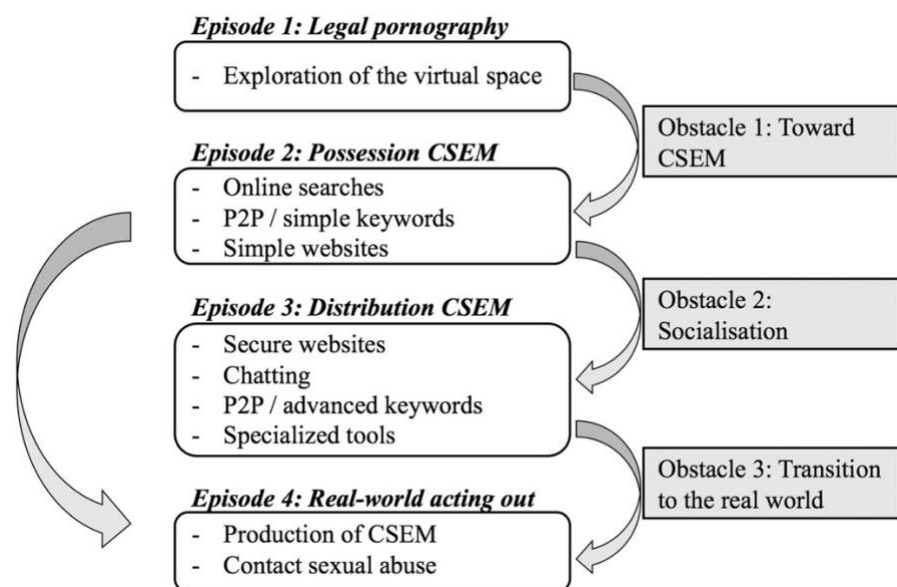 Episode 1: Legal pornography
- Exploration of the virtual space
Obstacle 1: Toward
CSEM
Episode 2: Possession CSEM
- Online searches
- P2P / simple keywords
- Simple websites
Obstacle 2:
Socialisation
Episode 3: Distribution CSEM
- Secure websites
- Chatting
- P2P / advanced keywords
- Specialized tools
Obstacle 3: Transition
to the real world
Episode 4: Real-world acting out
- Production of CSEM
- Contact sexual abuse